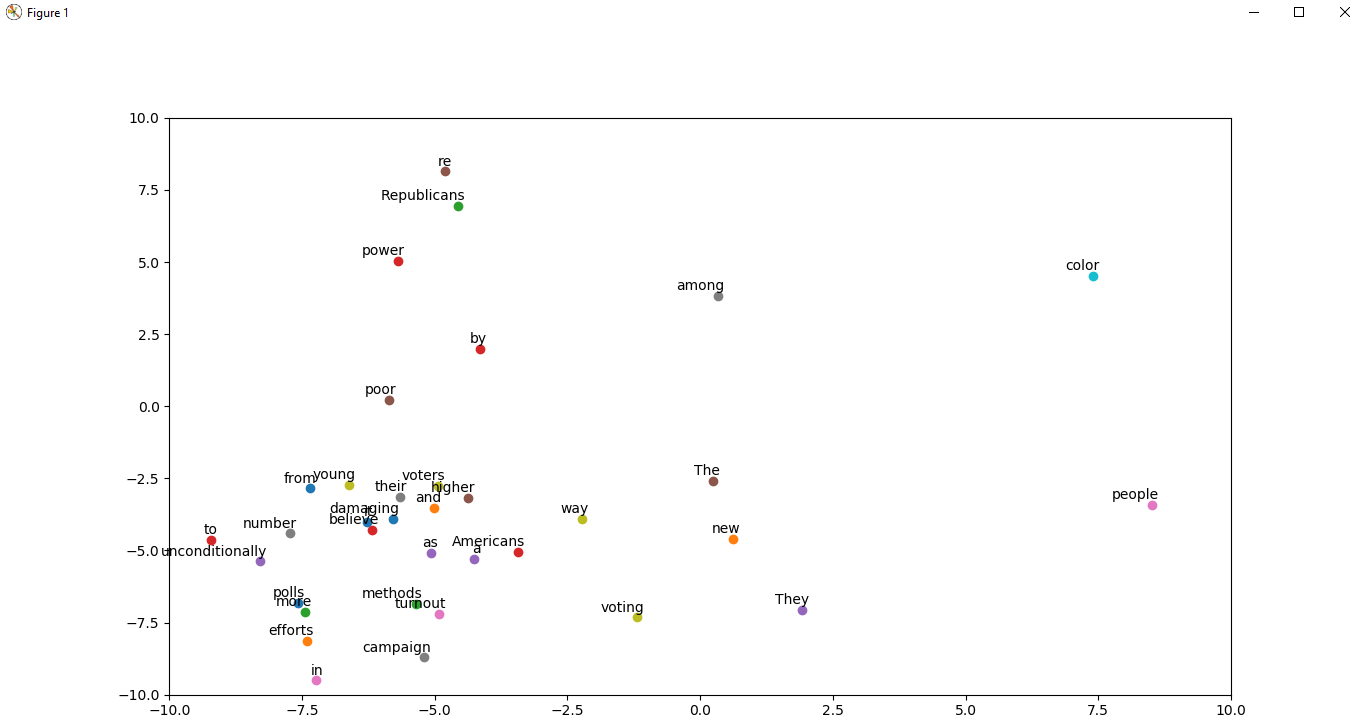 Figure 1
10.0
re
Republicans
7.5
power
5.0
color
among
2.5
by
poor
0.0
The
−2.5
from
young
voters
their
higher
people
and
damaging
way
believe
number
to
new
as
Americans
a
−5.0
unconditionally
polls
more
methods
turnout
They
voting
−7.5
efforts
campaign
in
−10.0
−10.0 −7.5 −5.0 −2.5 0.0 2.5 5.0 7.5 10.0